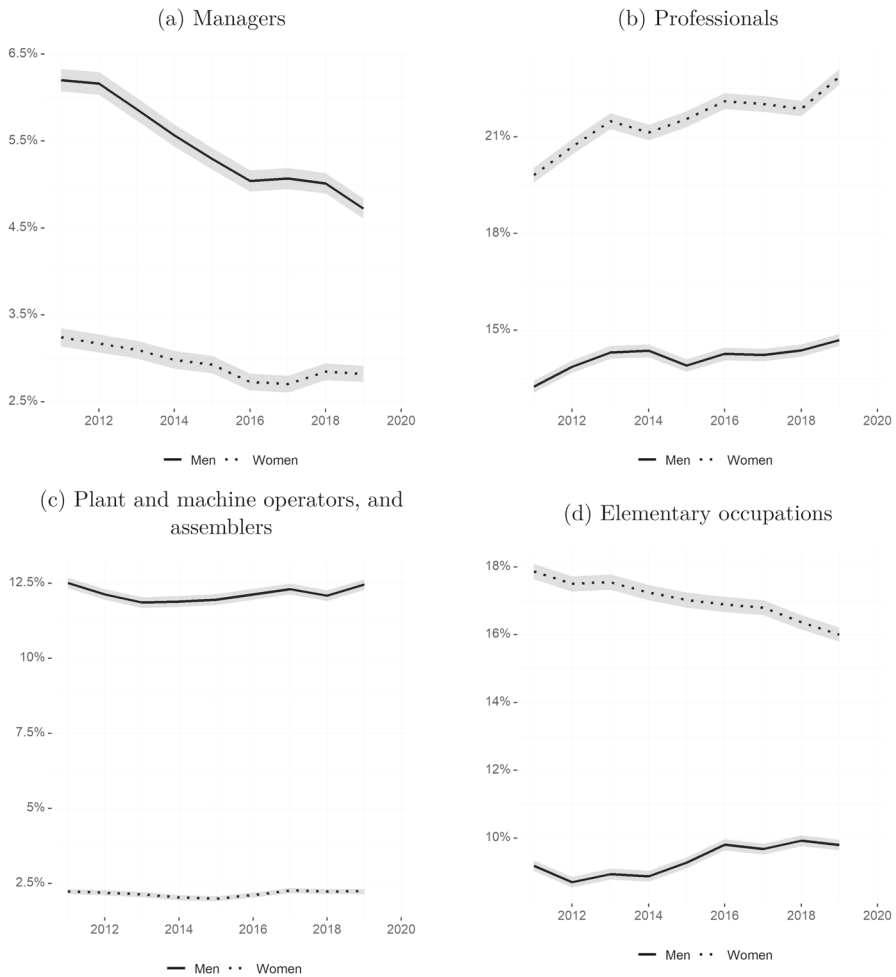 (a) Managers
6.5%
5.5%
4.5%
3.5%
2.5%
2012 2014 2016 2018 2020
Men Women
(b) Professionals
21%
18%
15%
2012 2014 2016 2018 2020
Men Women
(c) Plant and machine operators, and
assemblers
12.5%
10%
7.5%
5%
2.5%
2012 2014 2016 2018 2020
Men Women
(d) Elementary occupations
18%
16%
14%
12%
10%
2012 2014 2016 2018 2020
Men Women